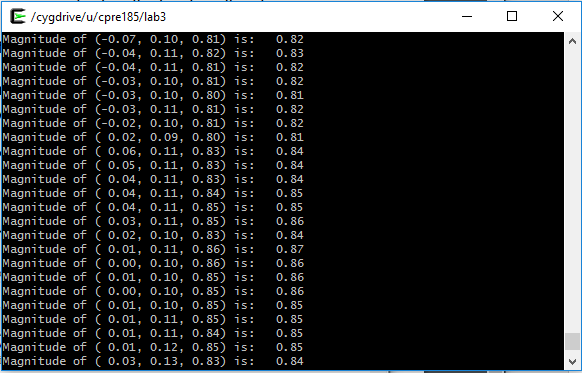 /cygdrive/u/cpre185/lab3
Magnitude of (-0.07, 0.10, 0.81) is:   0.82
Magnitude of (-0.04, 0.11, 0.82) is:   0.83
Magnitude of (-0.04, 0.11, 0.81) is:   0.82
Magnitude of (-0.03, 0.10, 0.81) is:   0.82
Magnitude of (-0.03, 0.10, 0.80) is:   0.81
Magnitude of (-0.03, 0.11, 0.81) is:   0.82
Magnitude of (-0.02, 0.10, 0.81) is:   0.82
Magnitude of ( 0.02, 0.09, 0.80) is:   0.81
Magnitude of ( 0.06, 0.11, 0.83) is:   0.84
Magnitude of ( 0.05, 0.11, 0.83) is:   0.84
Magnitude of ( 0.04, 0.11, 0.83) is:   0.84
Magnitude of ( 0.04, 0.11, 0.84) is:   0.85
Magnitude of ( 0.04, 0.11, 0.85) is:   0.85
Magnitude of ( 0.03, 0.11, 0.85) is:   0.86
Magnitude of ( 0.02, 0.10, 0.83) is:   0.84
Magnitude of ( 0.01, 0.11, 0.86) is:   0.87
Magnitude of ( 0.00, 0.10, 0.86) is:   0.86
Magnitude of ( 0.01, 0.10, 0.85) is:   0.86
Magnitude of ( 0.00, 0.10, 0.85) is:   0.86
Magnitude of ( 0.01, 0.10, 0.85) is:   0.85
Magnitude of ( 0.01, 0.11, 0.85) is:   0.85
Magnitude of ( 0.01, 0.11, 0.84) is:   0.85
Magnitude of ( 0.01, 0.12, 0.85) is:   0.85
Magnitude of ( 0.03, 0.13, 0.83) is:   0.84